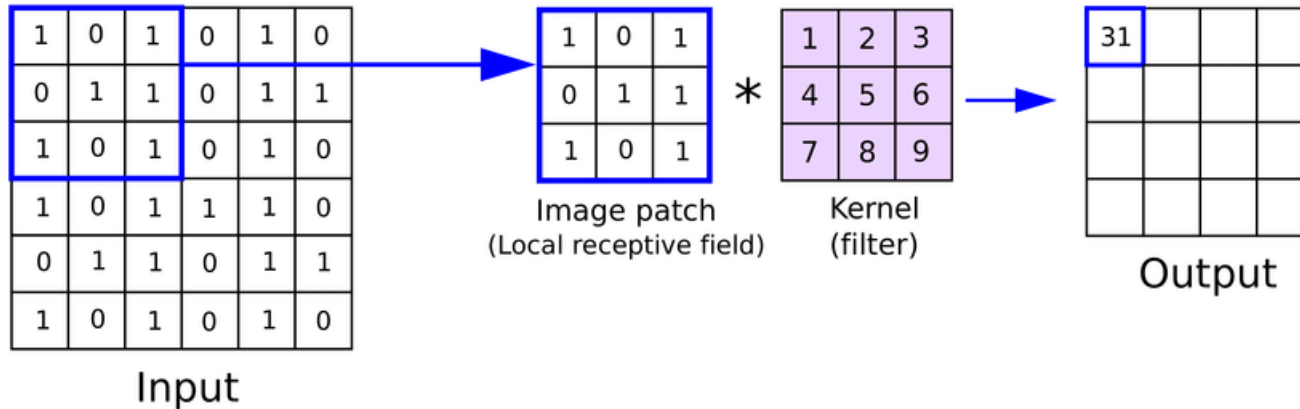 1 0 1 0 1 0
0 1 1 0 1 1
1 0 1 0 1 0
1 0 1 1 1 0
0 1 1 0 1 1
1 0 1 0 1 0
Input
1 0 1
0 1 1
1 0 1
Image patch
(Local receptive field)
*
1 2 3
4 5 6
7 8 9
Kernel
(filter)
31
Output